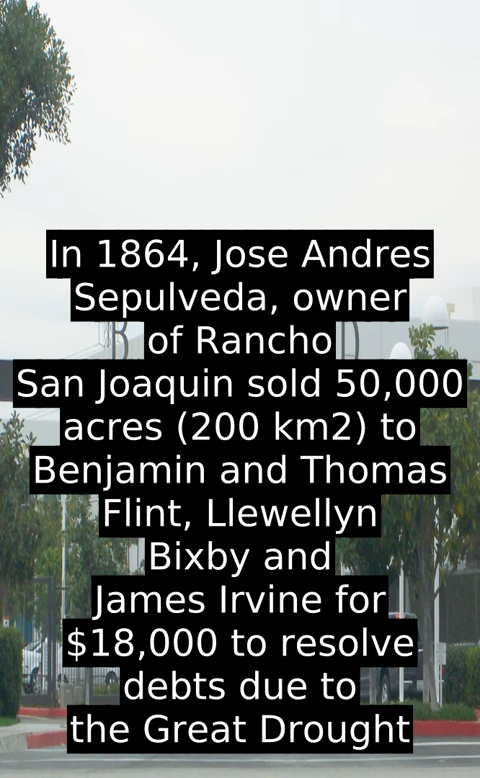 In 1864, Jose Andres
Sepulveda, owner
of Rancho
San Joaquin sold 50,000
acres (200 km2) to
Benjamin and Thomas
Flint, Llewellyn
Bixby and
James Irvine for
$18,000 to resolve
debts due to
the Great Drought